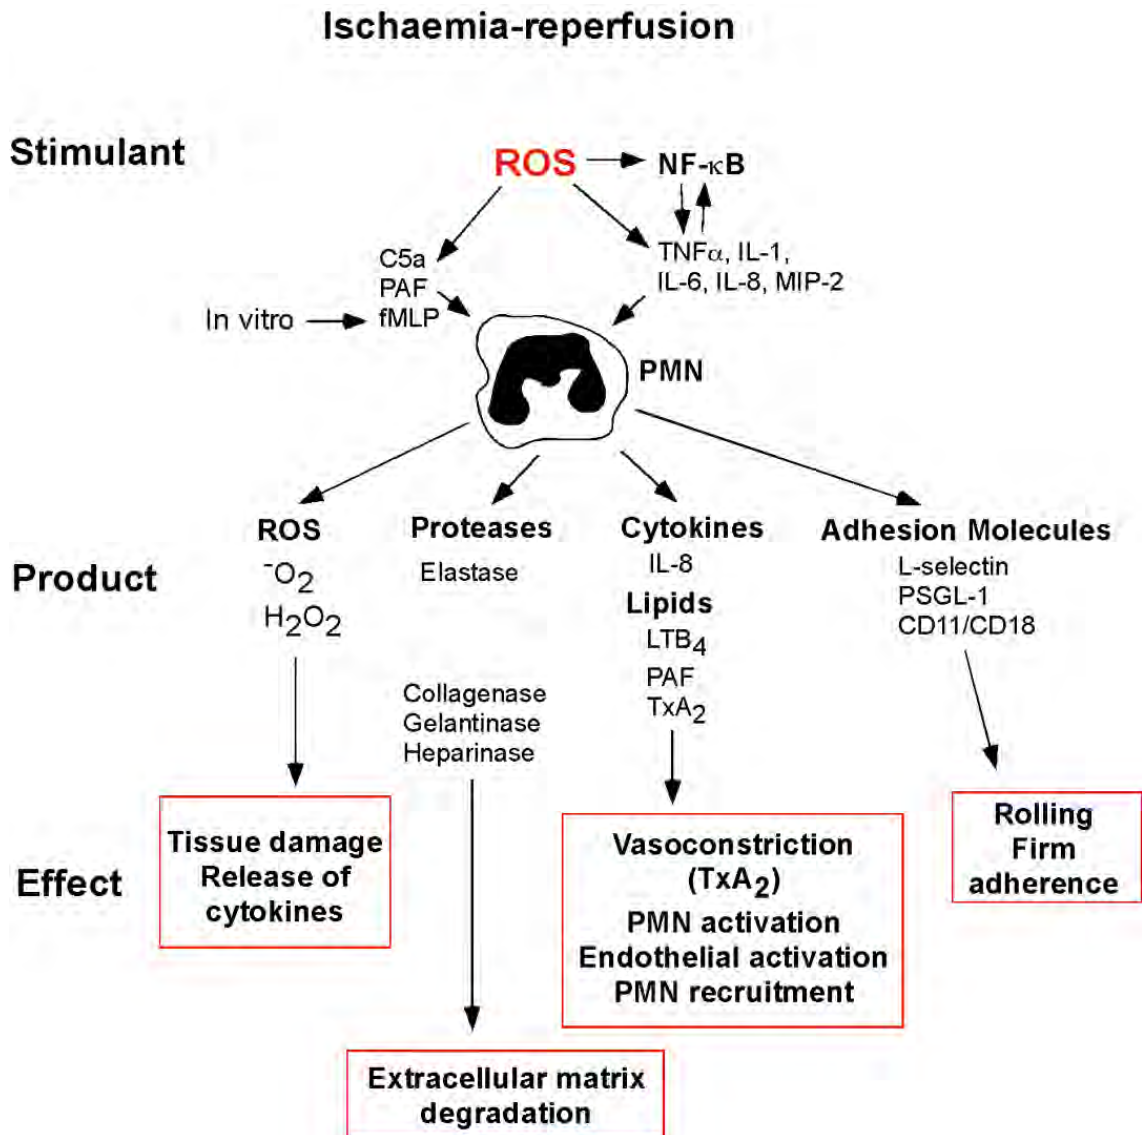 Ischaemia-reperfusion
Stimulant
ROS
NF-κB
TNFα, IL-1,
IL-6, IL-8, MIP-2
C5a
PAF
fMLP
In vitro
PMN
Product
ROS
⁻O₂
H₂O₂
Proteases
Elastase
Collagenase
Gelantinase
Heparinase
Cytokines
IL-8
Lipids
LTB₄
PAF
TxA₂
Adhesion Molecules
L-selectin
PSGL-1
CD11/CD18
Effect
Tissue damage
Release of
cytokines
Extracellular matrix
degradation
Vasoconstriction
(TxA₂)
PMN activation
Endothelial activation
PMN recruitment
Rolling
Firm
adherence